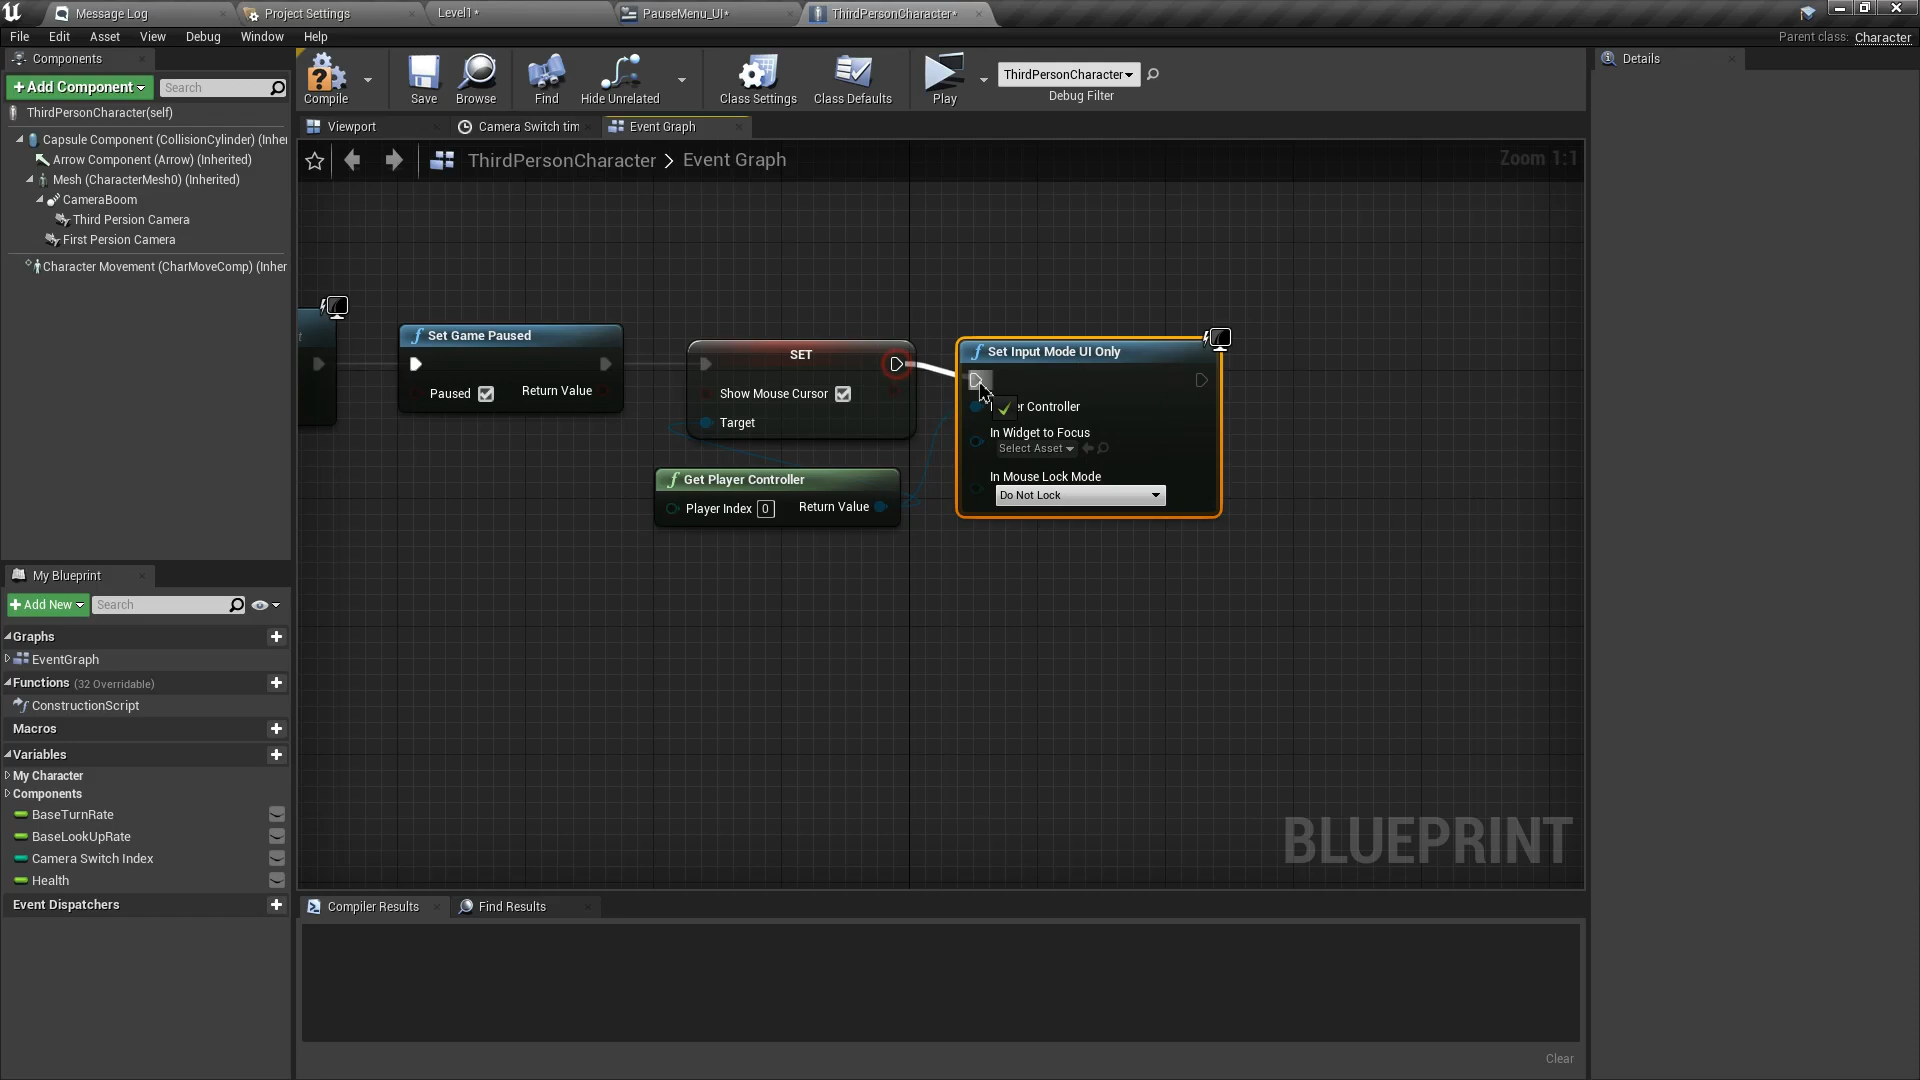 Message Log
Project Settings
Level1*
PauseMenu_UI*
ThirdPersonCharacter*
File Edit Asset View Debug Window Help
Parent class: Character
Components
+Add Component
Search
ThirdPersonCharacter(self)
Capsule Component (CollisionCylinder) (Inher
Arrow Component (Arrow) (Inherited)
Mesh (CharacterMesh0) (Inherited)
CameraBoom
Third Persion Camera
First Persion Camera
Character Movement (CharMoveComp) (Inher
Compile
Save
Browse
Find
Hide Unrelated
Class Settings
Class Defaults
Play
ThirdPersonCharacter
Debug Filter
Details
Viewport
Camera Switch tim
Event Graph
ThirdPersonCharacter > Event Graph
Zoom 1:1
Set Game Paused
Paused
Return Value
SET
Show Mouse Cursor
Target
Get Player Controller
Player Index 0
Return Value
Set Input Mode UI Only
er Controller
In Widget to Focus
Select Asset
In Mouse Lock Mode
Do Not Lock
BLUEPRINT
My Blueprint
+Add New
Search
Graphs
EventGraph
Functions (32 Overridable)
ConstructionScript
Macros
Variables
My Character
Components
BaseTurnRate
BaseLookUpRate
Camera Switch Index
Health
Event Dispatchers
Compiler Results
Find Results
Clear